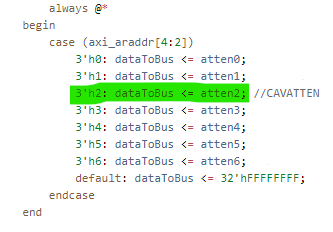 always @*
begin
case (axi_araddr[4:2])
3'h0: dataToBus <= atten0;
3'h1: dataToBus <= atten1;
3'h2: dataToBus <= atten2; //CAVATTEN
3'h3: dataToBus <= atten3;
3'h4: dataToBus <= atten4;
3'h5: dataToBus <= atten5;
3'h6: dataToBus <= atten6;
default: dataToBus <= 32'hFFFFFFFF;
endcase
end